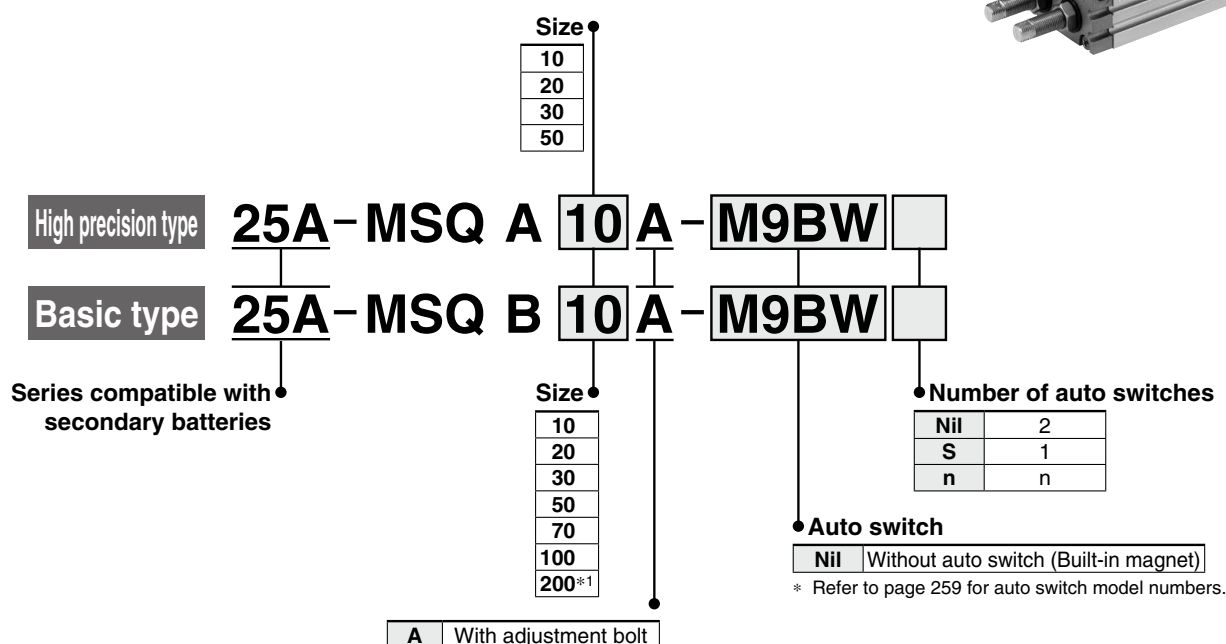 Size
10
20
30
50
High precision type 25A-MSQ A 10 A-M9BW
Basic type 25A-MSQ B 10 A-M9BW
Series compatible with
secondary batteries
Size
10
20
30
50
70
100
200*1
A With adjustment bolt
Number of auto switches
Nil 2
S 1
n n
Auto switch
Nil Without auto switch (Built-in magnet)
* Refer to page 259 for auto switch model numbers.